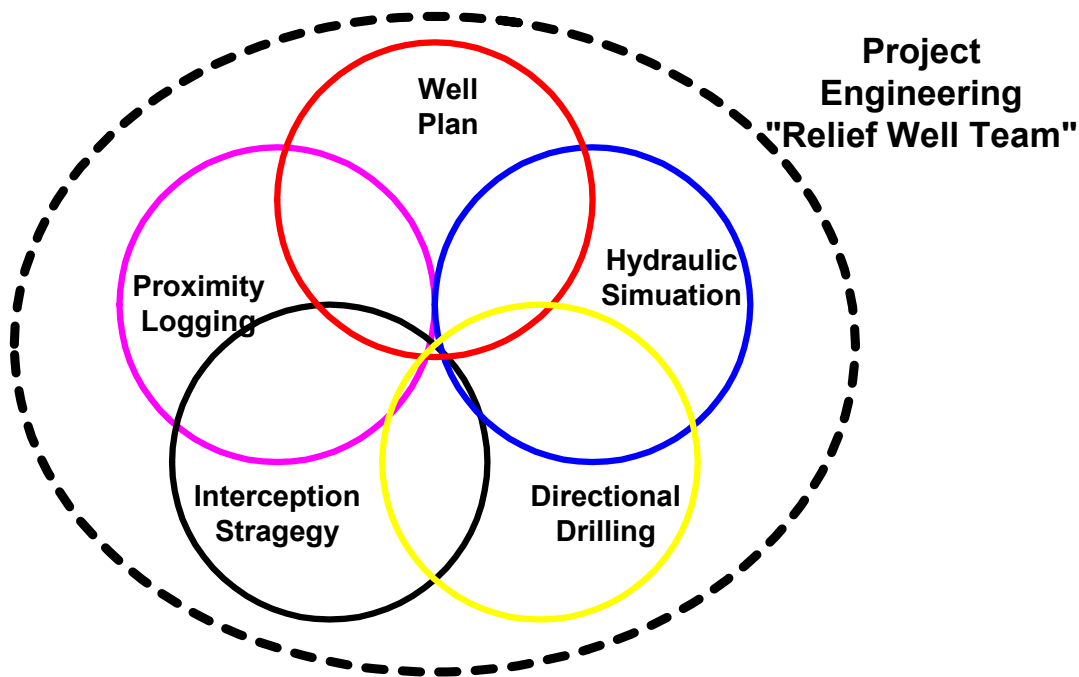 Project
Engineering
"Relief Well Team"
Well
Plan
Hydraulic
Simuation
Proximity
Logging
Interception
Stragegy
Directional
Drilling